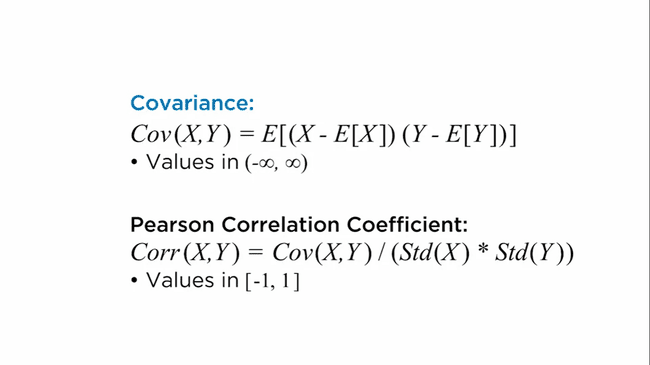 Covariance:
Cov(X,Y) = E[(X - E[X]) (Y - E[Y])]
• Values in (-∞, ∞)
Pearson Correlation Coefficient:
Corr(X,Y) = Cov(X,Y) / (Std(X) * Std(Y))
• Values in [-1, 1]